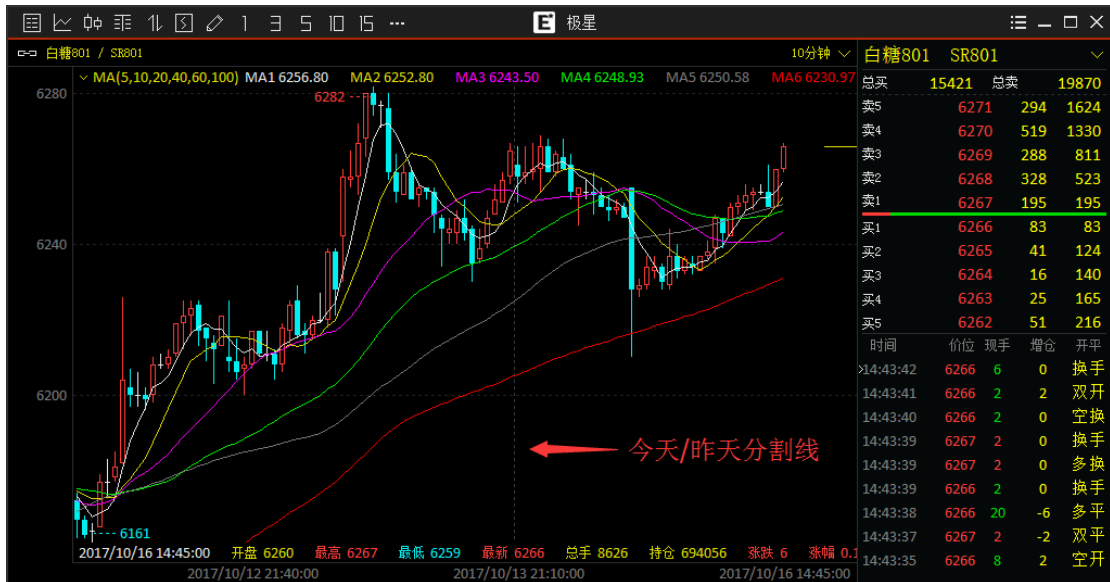 1 3 5 10 15 ... E 极星
白糖801 / SR801 10分钟
白糖801 SR801
MA(5,10,20,40,60,100) MA1 6256.80 MA2 6252.80 MA3 6243.50 MA4 6248.93 MA5 6250.58 MA6 6230.97
总买 15421 总卖 19870
6280
6282
卖5 6271 294 1624
卖4 6270 519 1330
卖3 6269 288 811
卖2 6268 328 523
卖1 6267 195 195
买1 6266 83 83
6240
买2 6265 41 124
买3 6264 16 140
买4 6263 25 165
买5 6262 51 216
时间 价位 现手 增仓 开平
14:43:42 6266 6 0 换手
6200
14:43:41 6266 2 2 双开
14:43:40 6266 2 0 空换
14:43:39 6267 2 0 换手
今天/昨天分割线
14:43:39 6267 2 0 多换
14:43:39 6266 2 0 换手
14:43:38 6266 20 -6 多平
6161
14:43:37 6267 2 -2 双平
2017/10/16 14:45:00 开盘 6260 最高 6267 最低 6259 最新 6266 总手 8626 持仓 694056 涨跌 6 涨幅 0.1
14:43:35 6266 8 2 空开
2017/10/12 21:40:00 2017/10/13 21:10:00 2017/10/16 14:45:00